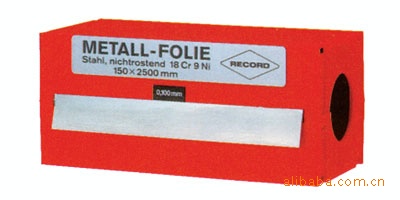 METALL-FOLIE
Stahl, nichtrostend 18 Cr 9 Ni
150 x 2500 mm
RECORD
0,100 mm
alibaba.com.cn